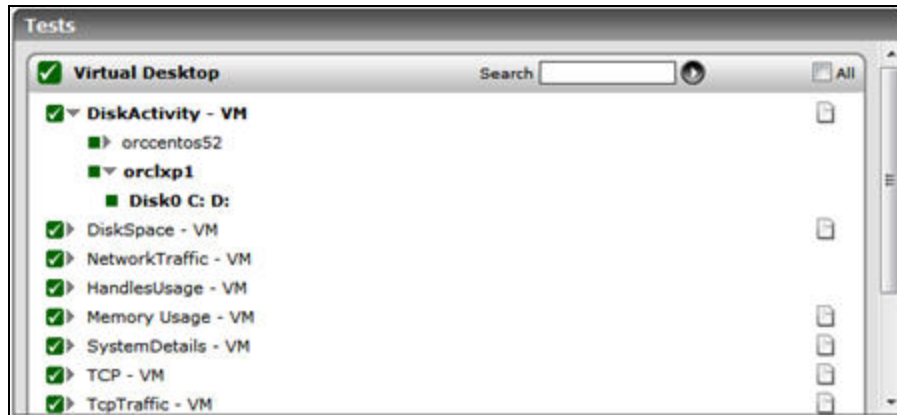 Tests
Virtual Desktop Search All
DiskActivity - VM
orccentos52
orclxp1
Disk0 C: D:
DiskSpace - VM
NetworkTraffic - VM
HandlesUsage - VM
Memory Usage - VM
SystemDetails - VM
TCP - VM
TcpTraffic - VM